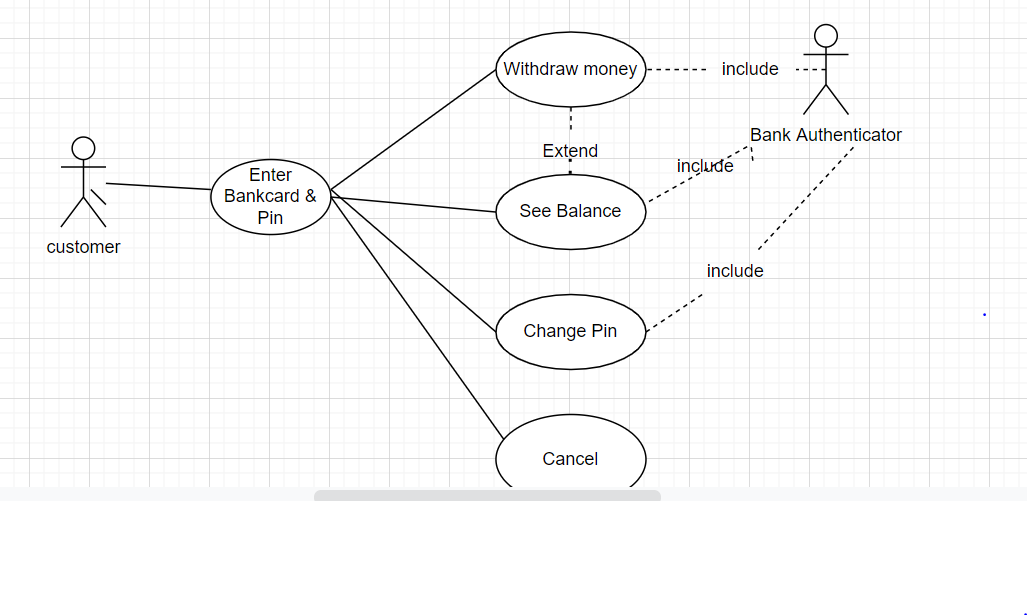 Withdraw money
include
Bank Authenticator
Extend
include
Enter
Bankcard &
Pin
See Balance
customer
include
Change Pin
Cancel